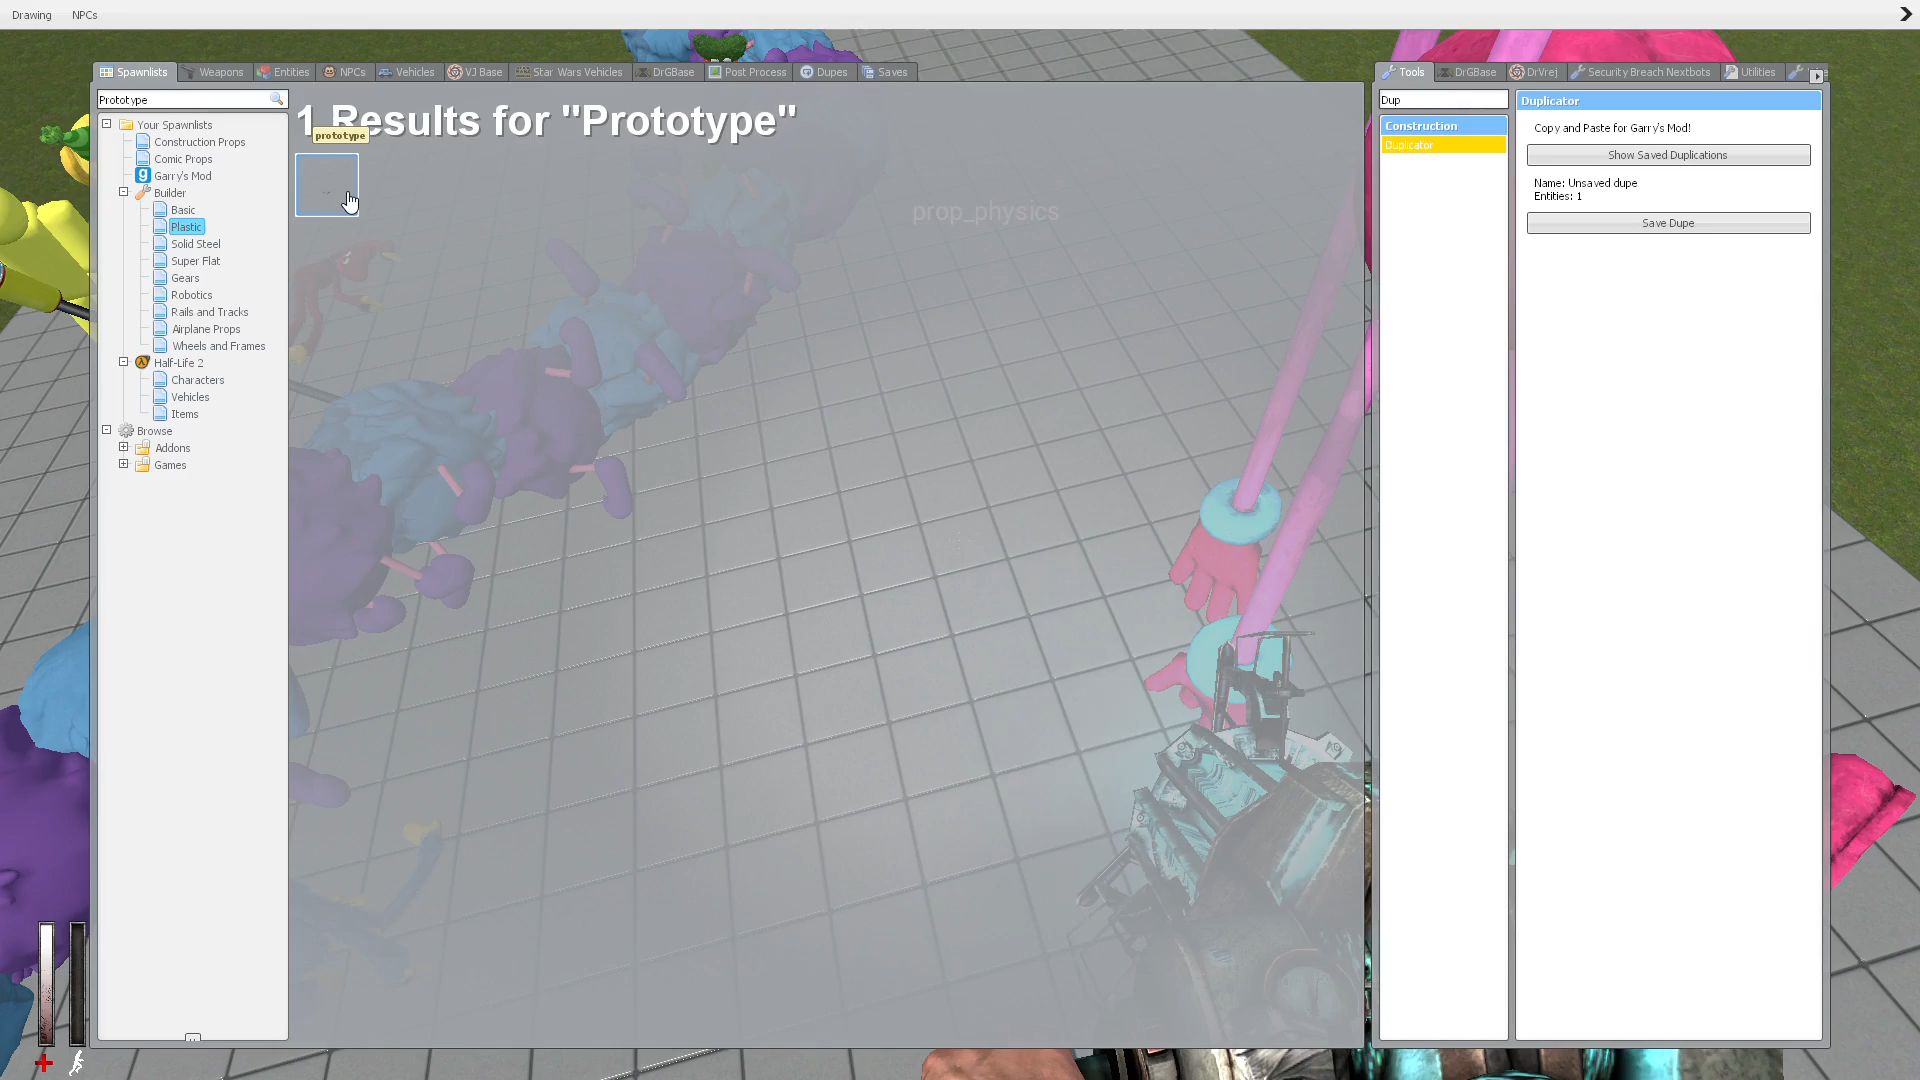 Drawing NPCs
Spawnlists Weapons Entities NPCs Vehicles VJ Base Star Wars Vehicles DrGBase Post Process Dupes Saves
Prototype
Your Spawnlists
Construction Props
Comic Props
Garry's Mod
Builder
Basic
Plastic
Solid Steel
Super Flat
Gears
Robotics
Rails and Tracks
Airplane Props
Wheels and Frames
Half-Life 2
Characters
Vehicles
Items
Browse
Addons
Games
1 Results for "Prototype"
prototype
prop_physics
Tools DrGBase DrVrej Security Breach Nextbots Utilities
Dup
Construction
Duplicator
Duplicator
Copy and Paste for Garry's Mod!
Show Saved Duplications
Name: Unsaved dupe
Entities: 1
Save Dupe